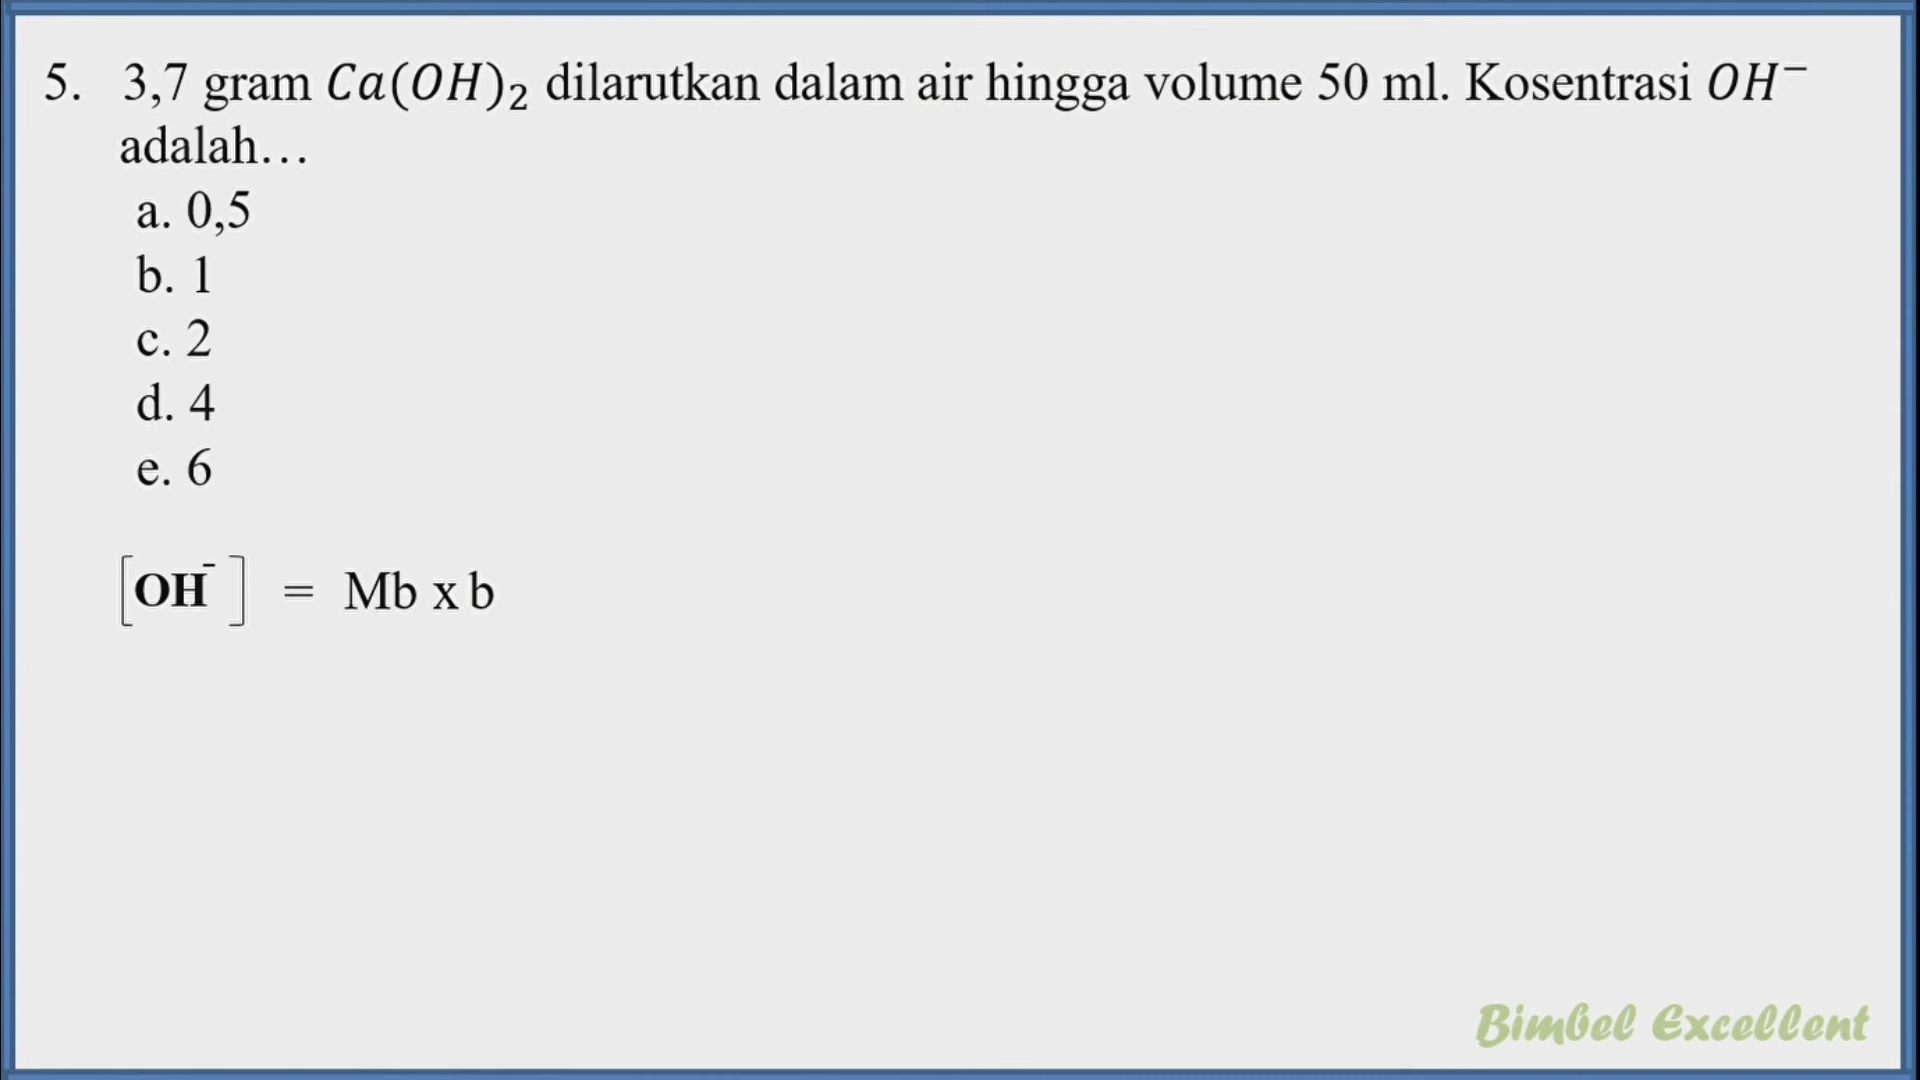 5. 3,7 gram Ca(OH)₂ dilarutkan dalam air hingga volume 50 ml. Kosentrasi OH⁻
adalah...
a. 0,5
b. 1
c. 2
d. 4
e. 6
[OH⁻] = Mb x b
Bimbel Excellent